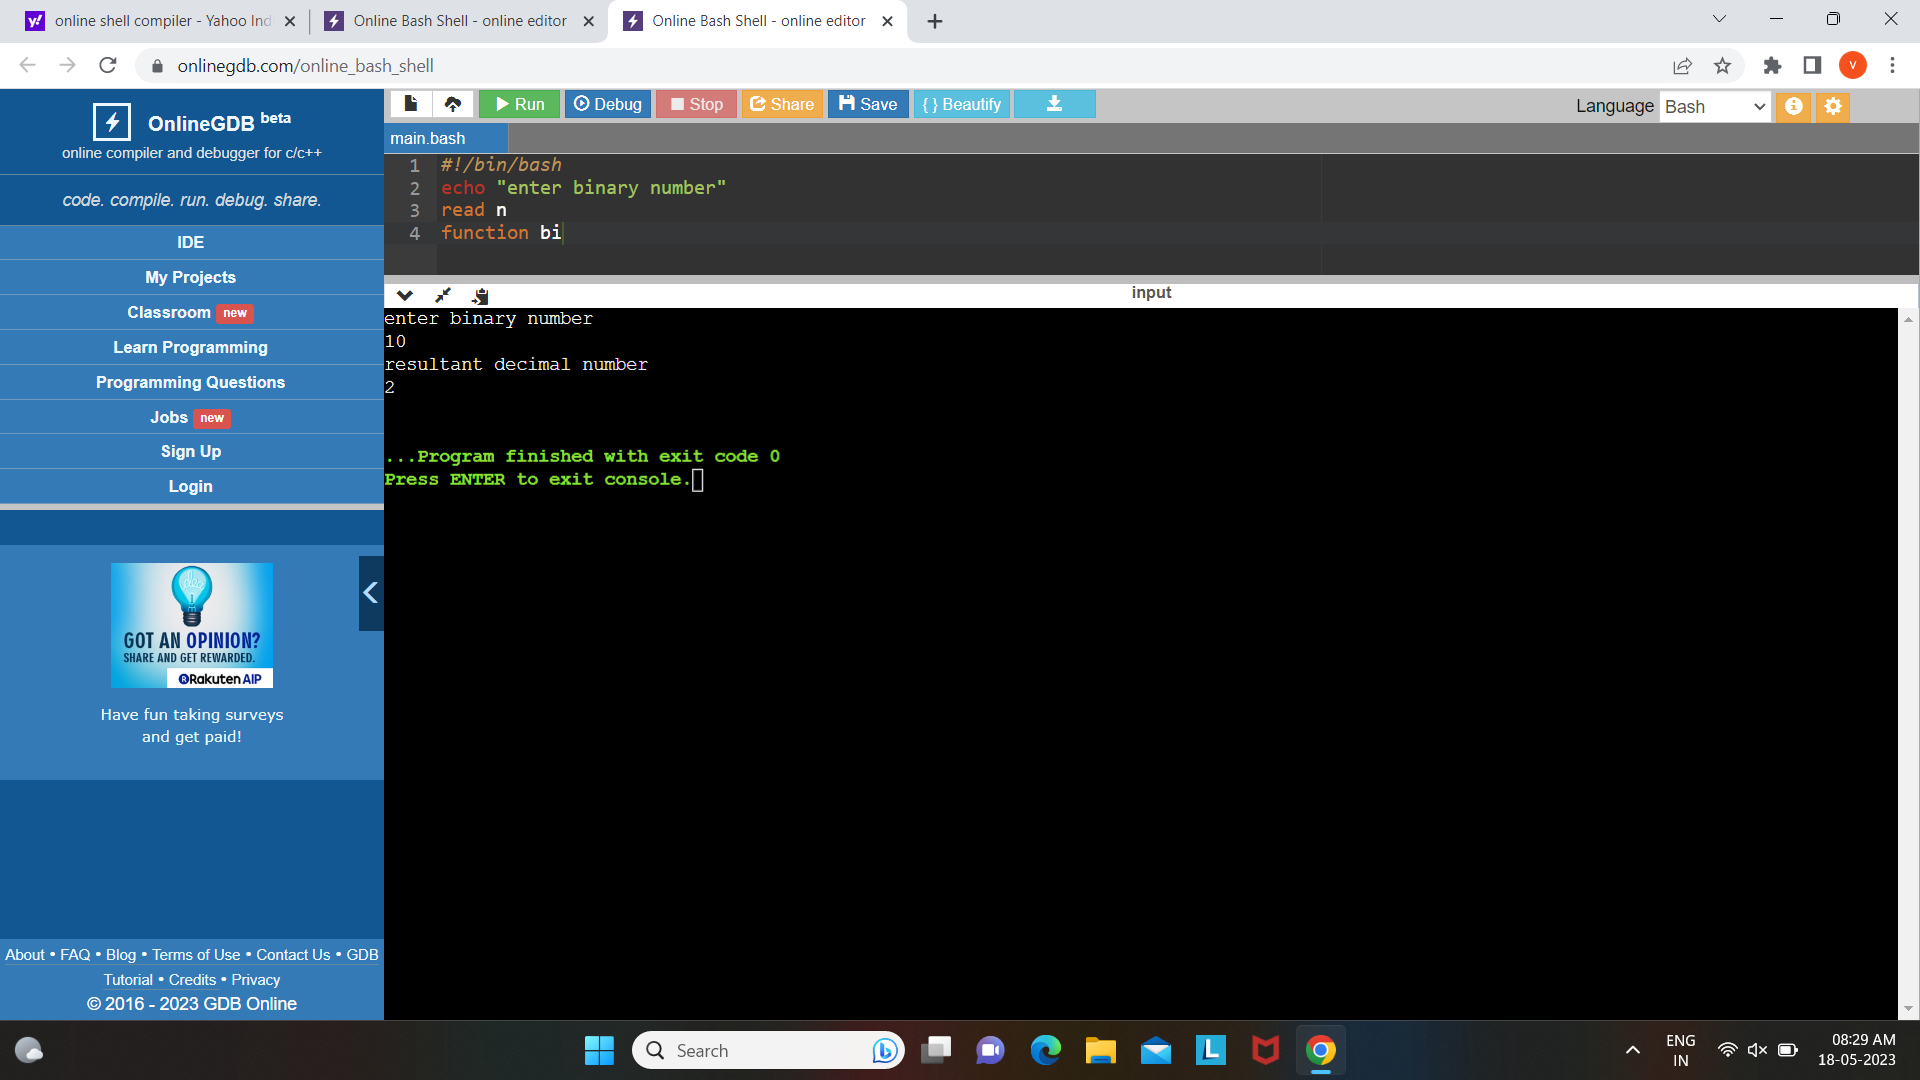 online shell compiler - Yahoo Ind
Online Bash Shell - online editor
Online Bash Shell - online editor
onlinegdb.com/online_bash_shell
V
OnlineGDB beta
online compiler and debugger for c/c++
code. compile. run. debug. share.
IDE
My Projects
Classroom new
Learn Programming
Programming Questions
Jobs new
Sign Up
Login
GOT AN OPINION?
SHARE AND GET REWARDED.
Rakuten AIP
Have fun taking surveys
and get paid!
About • FAQ • Blog • Terms of Use • Contact Us • GDB
Tutorial • Credits • Privacy
© 2016 - 2023 GDB Online
Run Debug Stop Share Save { } Beautify
Language Bash
main.bash
1 #!/bin/bash
2 echo "enter binary number"
3 read n
4 function bi
input
enter binary number
10
resultant decimal number
2
...Program finished with exit code 0
Press ENTER to exit console.
Search
ENG
IN
08:29 AM
18-05-2023